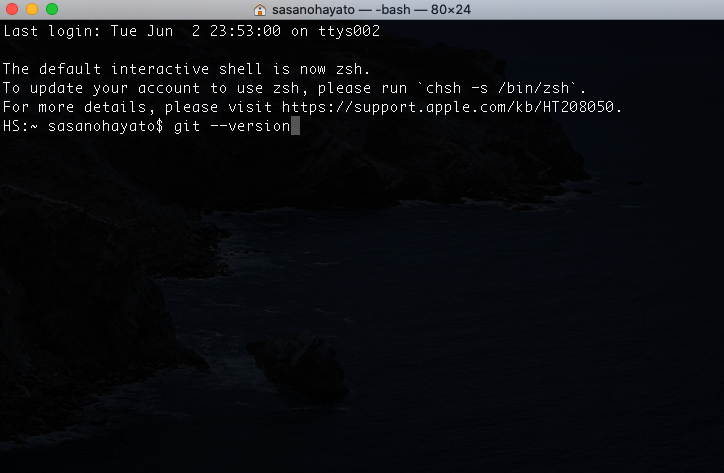 sasanohayato — -bash — 80×24
Last login: Tue Jun  2 23:53:00 on ttys002
The default interactive shell is now zsh.
To update your account to use zsh, please run `chsh -s /bin/zsh`.
For more details, please visit https://support.apple.com/kb/HT208050.
HS:~ sasanohayato$ git --version